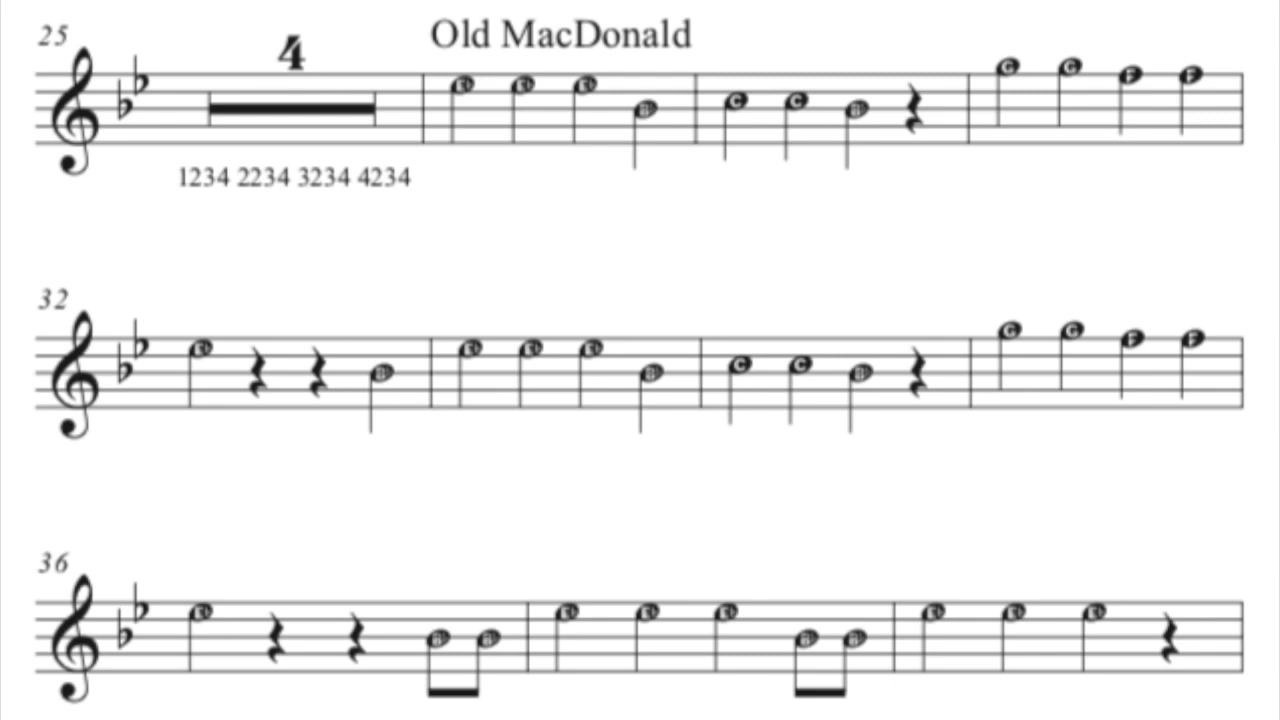 25
4
Old MacDonald
E E E B C C B G G F F
1234 2234 3234 4234
32
E B E E E B C C B G G F F
36
E B B E E E B B E E E